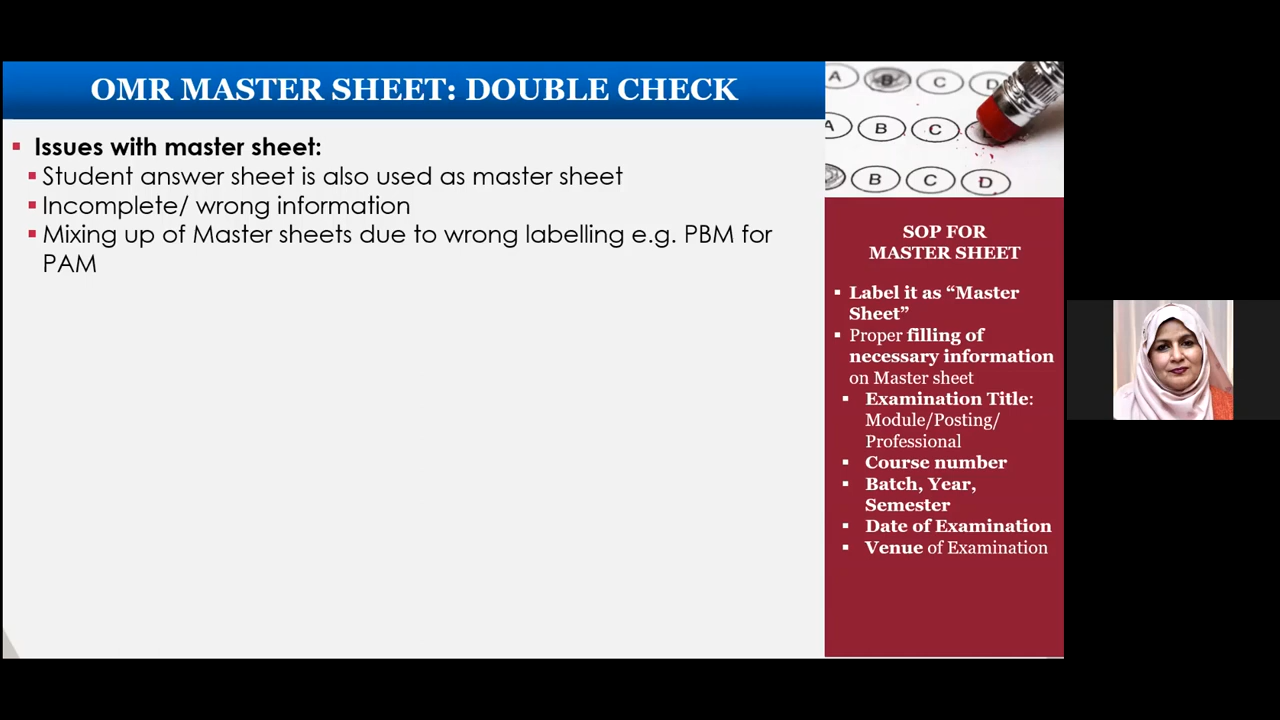 OMR MASTER SHEET: DOUBLE CHECK
Issues with master sheet:
Student answer sheet is also used as master sheet
Incomplete/ wrong information
Mixing up of Master sheets due to wrong labelling e.g. PBM for
PAM
A B C D
A B C
B C D
SOP FOR
MASTER SHEET
Label it as “Master
Sheet”
Proper filling of
necessary information
on Master sheet
Examination Title:
Module/Posting/
Professional
Course number
Batch, Year,
Semester
Date of Examination
Venue of Examination